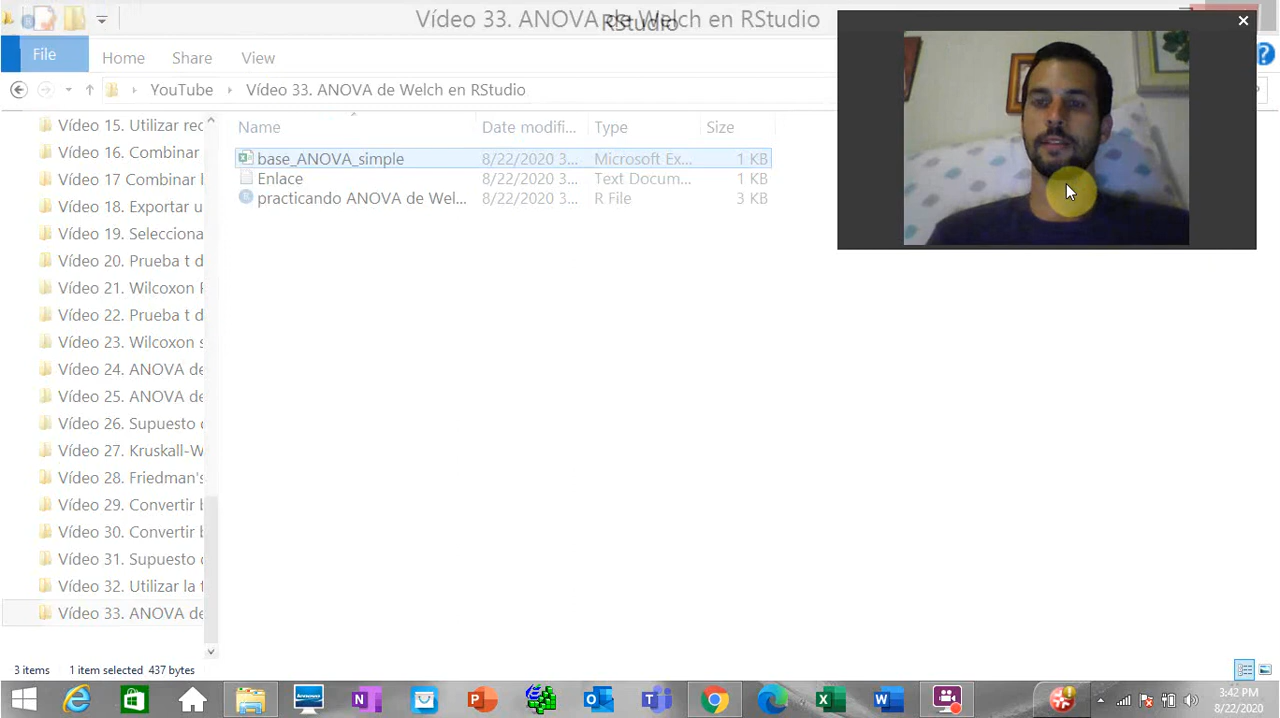 Vídeo 33. ANOVA de Welch en RStudio
RStudio
File
Home
Share
View
YouTube
Vídeo 33. ANOVA de Welch en RStudio
Name
Date modifi...
Type
Size
base_ANOVA_simple
8/22/2020 3...
Microsoft Ex...
1 KB
Enlace
8/22/2020 3...
Text Docum...
1 KB
practicando ANOVA de Wel...
8/22/2020 3...
R File
3 KB
Vídeo 15. Utilizar rec
Vídeo 16. Combinar
Vídeo 17 Combinar l
Vídeo 18. Exportar u
Vídeo 19. Selecciona
Vídeo 20. Prueba t d
Vídeo 21. Wilcoxon R
Vídeo 22. Prueba t d
Vídeo 23. Wilcoxon s
Vídeo 24. ANOVA de
Vídeo 25. ANOVA de
Vídeo 26. Supuesto c
Vídeo 27. Kruskall-W
Vídeo 28. Friedman's
Vídeo 29. Convertir b
Vídeo 30. Convertir b
Vídeo 31. Supuesto c
Vídeo 32. Utilizar la f
Vídeo 33. ANOVA de
3 items
1 item selected 437 bytes
3:42 PM
8/22/2020